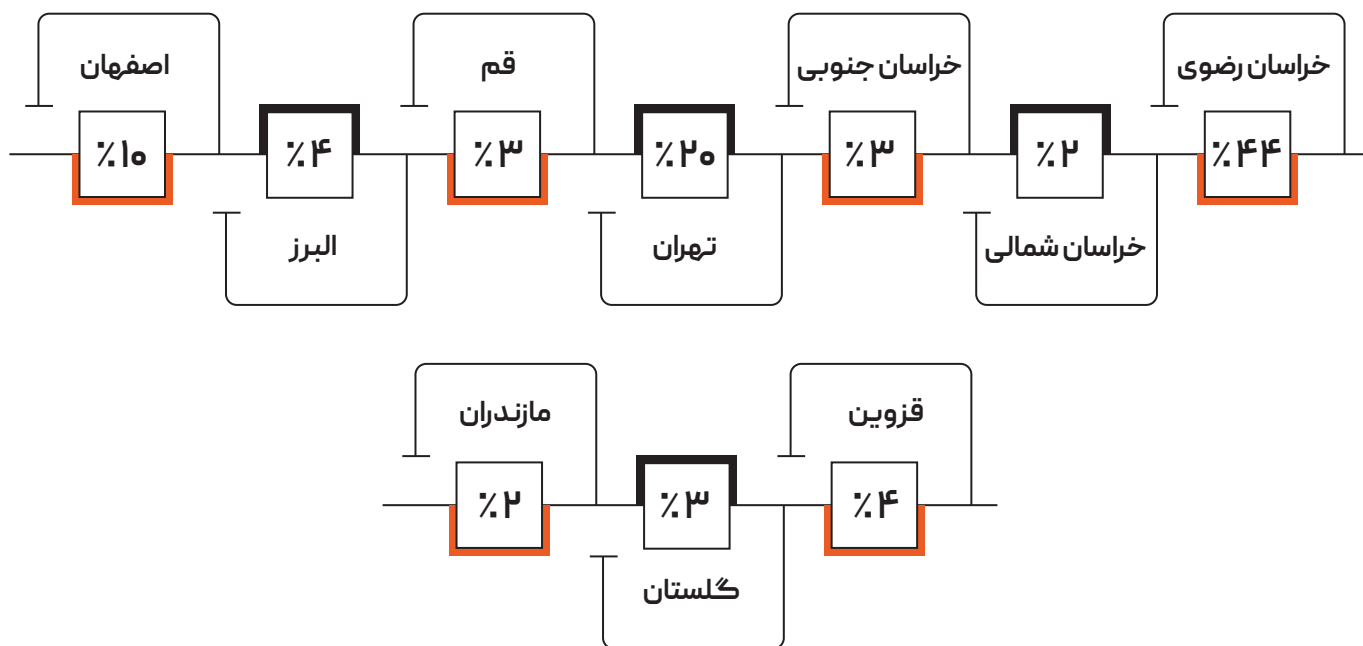 خراسان رضوی
٪۴۴
٪۲
خراسان شمالی
خراسان جنوبی
٪۳
٪۲۰
تهران
قم
٪۳
٪۴
البرز
اصفهان
٪۱۰
قزوین
٪۴
٪۳
گلستان
مازندران
٪۲